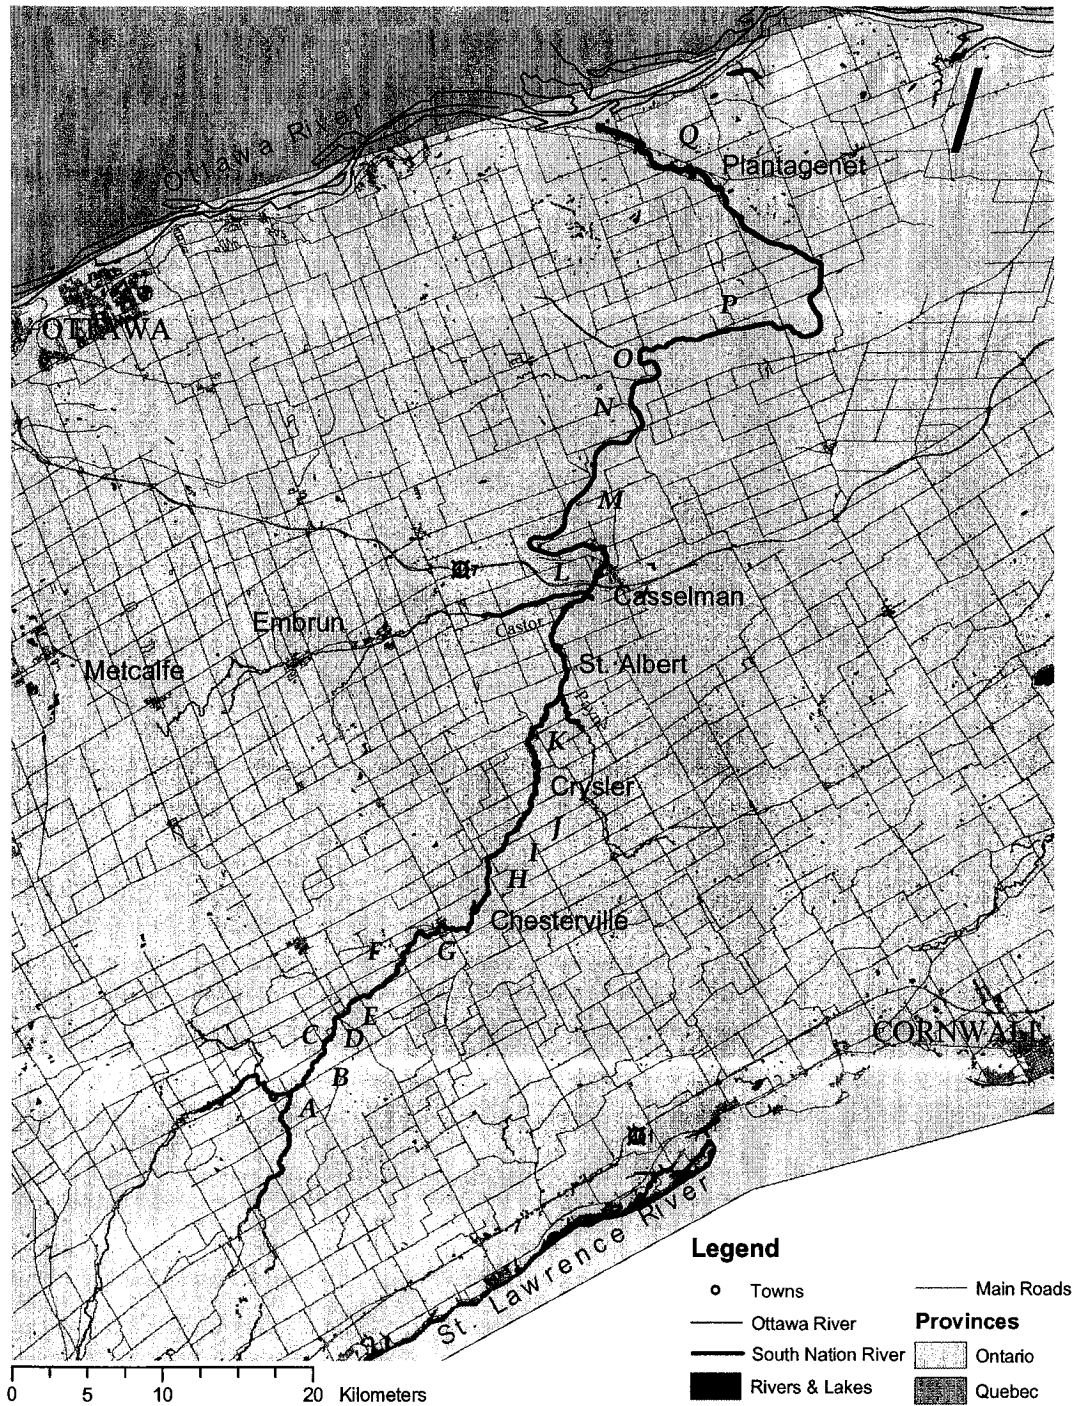 Ottawa River
Q
Plantagenet
P
OTTAWA
O
N
M
L
Casselman
Embrun
Castor
Metcalfe
St. Albert
K
Crysler
J
I
H
Chesterville
F
G
E
C
D
CORNWALL
B
A
St. Lawrence River
Legend
Towns
Main Roads
Ottawa River
Provinces
South Nation River
Ontario
Rivers & Lakes
Quebec
0 5 10 20 Kilometers